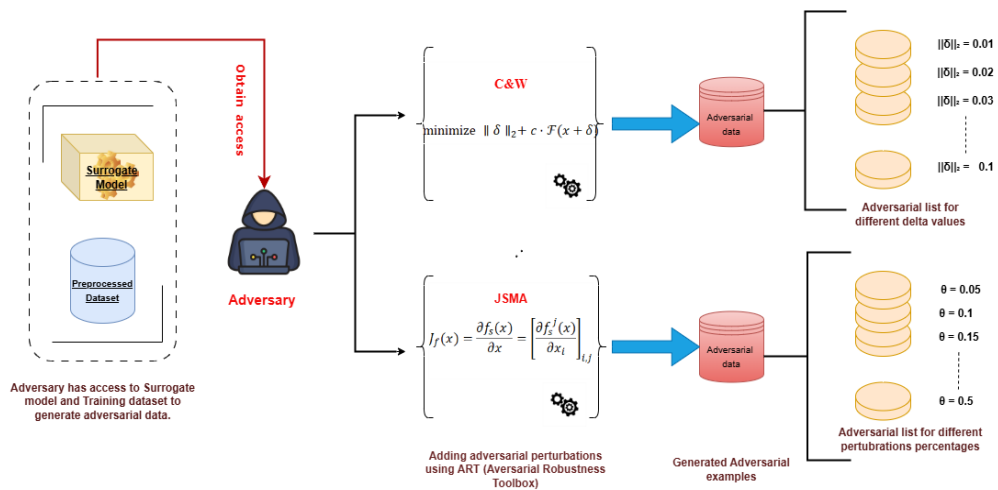 Obtain access
Surrogate
Model
Preprocessed
Dataset
Adversary has access to Surrogate
model and Training dataset to
generate adversarial data.
Adversary
C&W
minimize ‖ δ ‖₂+ c · ℱ(x + δ)
.
JSMA
J_f(x) = ∂f_s(x)/∂x = [∂f_s^j(x)/∂x_i]_{i,j}
Adding adversarial perturbations
using ART (Aversarial Robustness
Toolbox)
Adversarial
data
Adversarial
data
Generated Adversarial
examples
||δ||₂ = 0.01
||δ||₂ = 0.02
||δ||₂ = 0.03
||δ||₂ = 0.1
Adversarial list for
different delta values
θ = 0.05
θ = 0.1
θ = 0.15
θ = 0.5
Adversarial list for different
pertubrations percentages